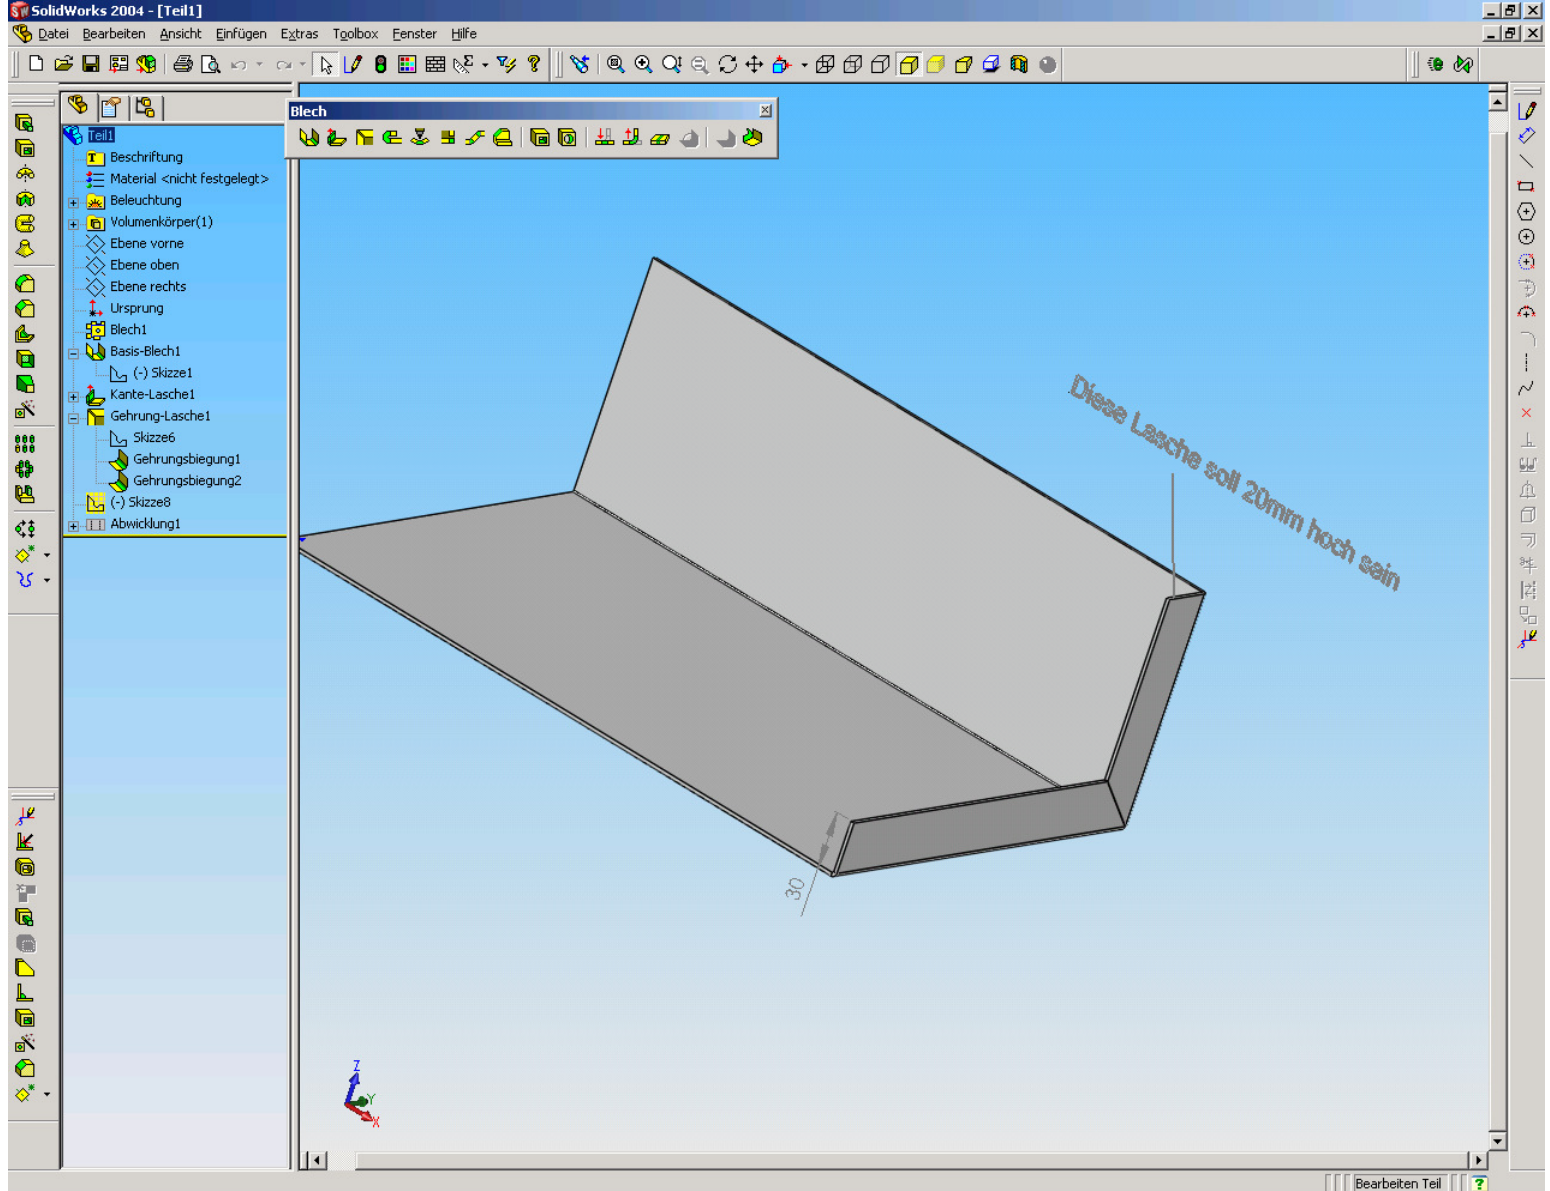 SolidWorks 2004 - [Teil1]
Datei Bearbeiten Ansicht Einfügen Extras Toolbox Fenster Hilfe
Blech
Teil1
Beschriftung
Material <nicht festgelegt>
Beleuchtung
Volumenkörper(1)
Ebene vorne
Ebene oben
Ebene rechts
Ursprung
Blech1
Basis-Blech1
(-) Skizze1
Kante-Lasche1
Gehrung-Lasche1
Skizze6
Gehrungsbiegung1
Gehrungsbiegung2
(-) Skizze8
Abwicklung1
Diese Lasche soll 20mm hoch sein
30
Z
Y
X
Bearbeiten Teil